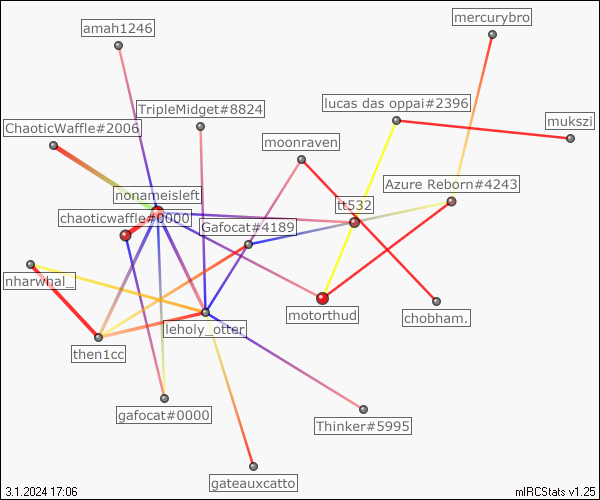 mercurybro
amah1246
lucas das oppai#2396
TripleMidget#8824
mukszi
ChaoticWaffle#2006
moonraven
Azure Reborn#4243
nonameisleft
tt532
chaoticwaffle#0000
Gafocat#4189
nharwhal_
motorthud
chobham.
leholy_otter
then1cc
gafocat#0000
Thinker#5995
gateauxcatto
3.1.2024 17:06
mIRCStats v1.25